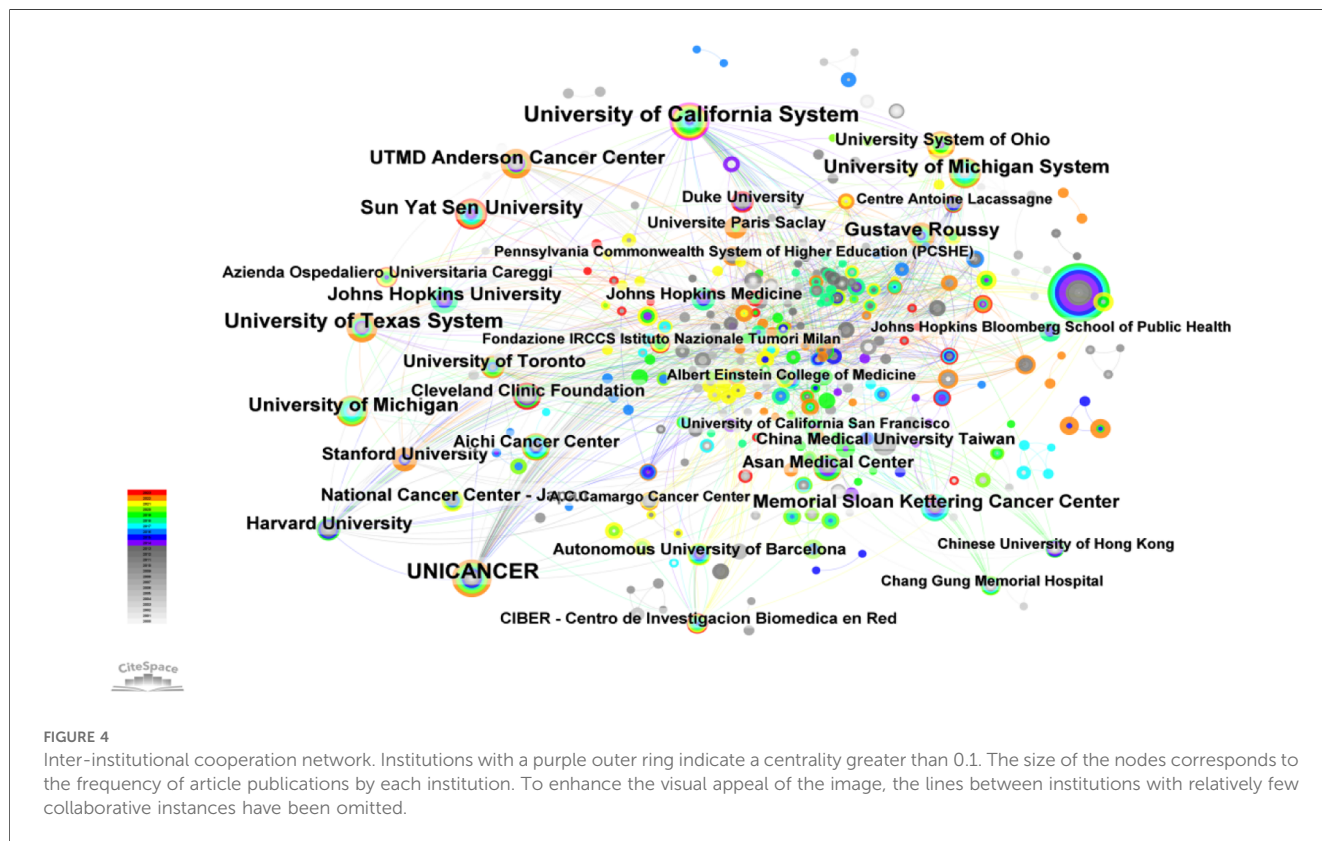 University of California System
University System of Ohio
UTMD Anderson Cancer Center
University of Michigan System
Duke University
Centre Antoine Lacassagne
Sun Yat Sen University
Universite Paris Saclay
Gustave Roussy
Pennsylvania Commonwealth System of Higher Education (PCSHE)
Azienda Ospedaliero Universitaria Careggi
Johns Hopkins University
Johns Hopkins Medicine
University of Texas System
Johns Hopkins Bloomberg School of Public Health
Fondazione IRCCS Istituto Nazionale Tumori Milan
University of Toronto
Albert Einstein College of Medicine
Cleveland Clinic Foundation
University of Michigan
University of California San Francisco
Aichi Cancer Center
China Medical University Taiwan
Stanford University
Asan Medical Center
National Cancer Center - Japan
A.C.Camargo Cancer Center
Memorial Sloan Kettering Cancer Center
Harvard University
Autonomous University of Barcelona
Chinese University of Hong Kong
UNICANCER
Chang Gung Memorial Hospital
CIBER - Centro de Investigacion Biomedica en Red
CiteSpace
FIGURE 4
Inter-institutional cooperation network. Institutions with a purple outer ring indicate a centrality greater than 0.1. The size of the nodes corresponds to
the frequency of article publications by each institution. To enhance the visual appeal of the image, the lines between institutions with relatively few
collaborative instances have been omitted.